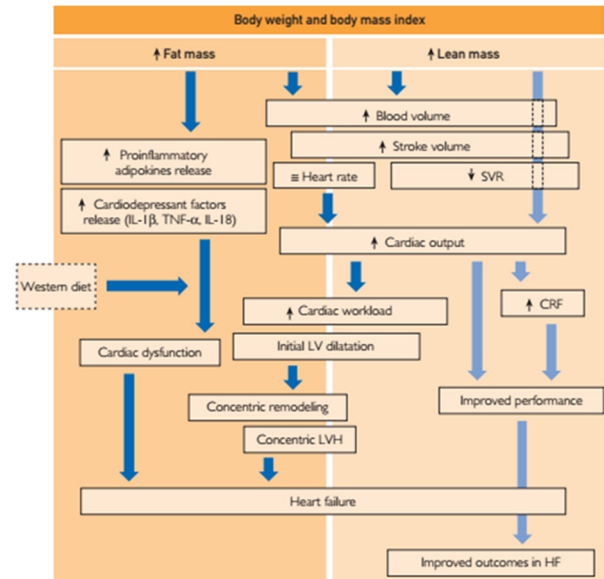 Body weight and body mass index
↑ Fat mass
↑ Lean mass
↑ Blood volume
↑ Stroke volume
↑ Proinflammatory
adipokines release
≡ Heart rate
↓ SVR
↑ Cardiodepressant factors
release (IL-1β, TNF-α, IL-18)
↑ Cardiac output
Western diet
↑ Cardiac workload
↑ CRF
Initial LV dilatation
Cardiac dysfunction
Concentric remodeling
Improved performance
Concentric LVH
Heart failure
Improved outcomes in HF